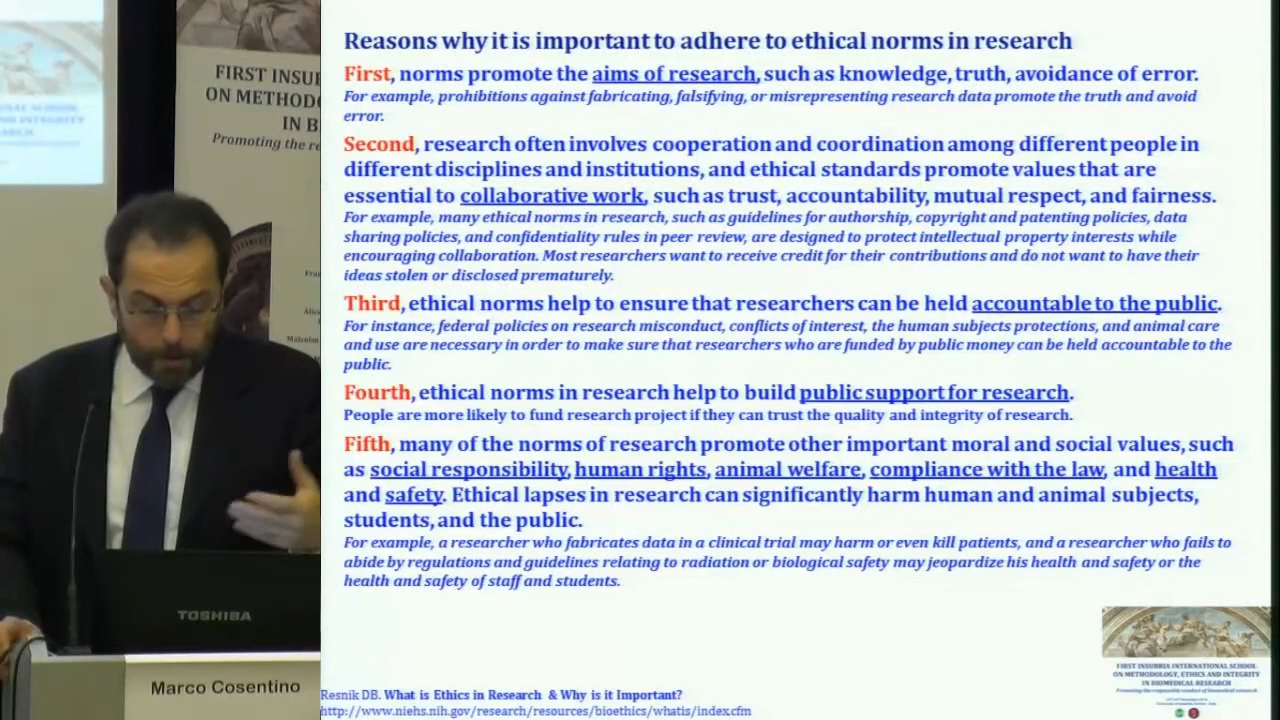 NAL SCHOOL
AND INTEGRITY
FIRST INSUB
ON METHODO
IN B
Promoting the re
Malcolm
TOSHIBA
Marco Cosentino
Reasons why it is important to adhere to ethical norms in research
First, norms promote the aims of research, such as knowledge, truth, avoidance of error.
For example, prohibitions against fabricating, falsifying, or misrepresenting research data promote the truth and avoid
error.
Second, research often involves cooperation and coordination among different people in
different disciplines and institutions, and ethical standards promote values that are
essential to collaborative work, such as trust, accountability, mutual respect, and fairness.
For example, many ethical norms in research, such as guidelines for authorship, copyright and patenting policies, data
sharing policies, and confidentiality rules in peer review, are designed to protect intellectual property interests while
encouraging collaboration. Most researchers want to receive credit for their contributions and do not want to have their
ideas stolen or disclosed prematurely.
Third, ethical norms help to ensure that researchers can be held accountable to the public.
For instance, federal policies on research misconduct, conflicts of interest, the human subjects protections, and animal care
and use are necessary in order to make sure that researchers who are funded by public money can be held accountable to the
public.
Fourth, ethical norms in research help to build public support for research.
People are more likely to fund research project if they can trust the quality and integrity of research.
Fifth, many of the norms of research promote other important moral and social values, such
as social responsibility, human rights, animal welfare, compliance with the law, and health
and safety. Ethical lapses in research can significantly harm human and animal subjects,
students, and the public.
For example, a researcher who fabricates data in a clinical trial may harm or even kill patients, and a researcher who fails to
abide by regulations and guidelines relating to radiation or biological safety may jeopardize his health and safety or the
health and safety of staff and students.
FIRST INSUBRIA INTERNATIONAL SCHOOL
ON METHODOLOGY, ETHICS AND INTEGRITY
IN BIOMEDICAL RESEARCH
Promoting the responsible conduct of biomedical research
Resnik DB. What is Ethics in Research & Why is it Important?
http://www.niehs.nih.gov/research/resources/bioethics/whatis/index.cfm